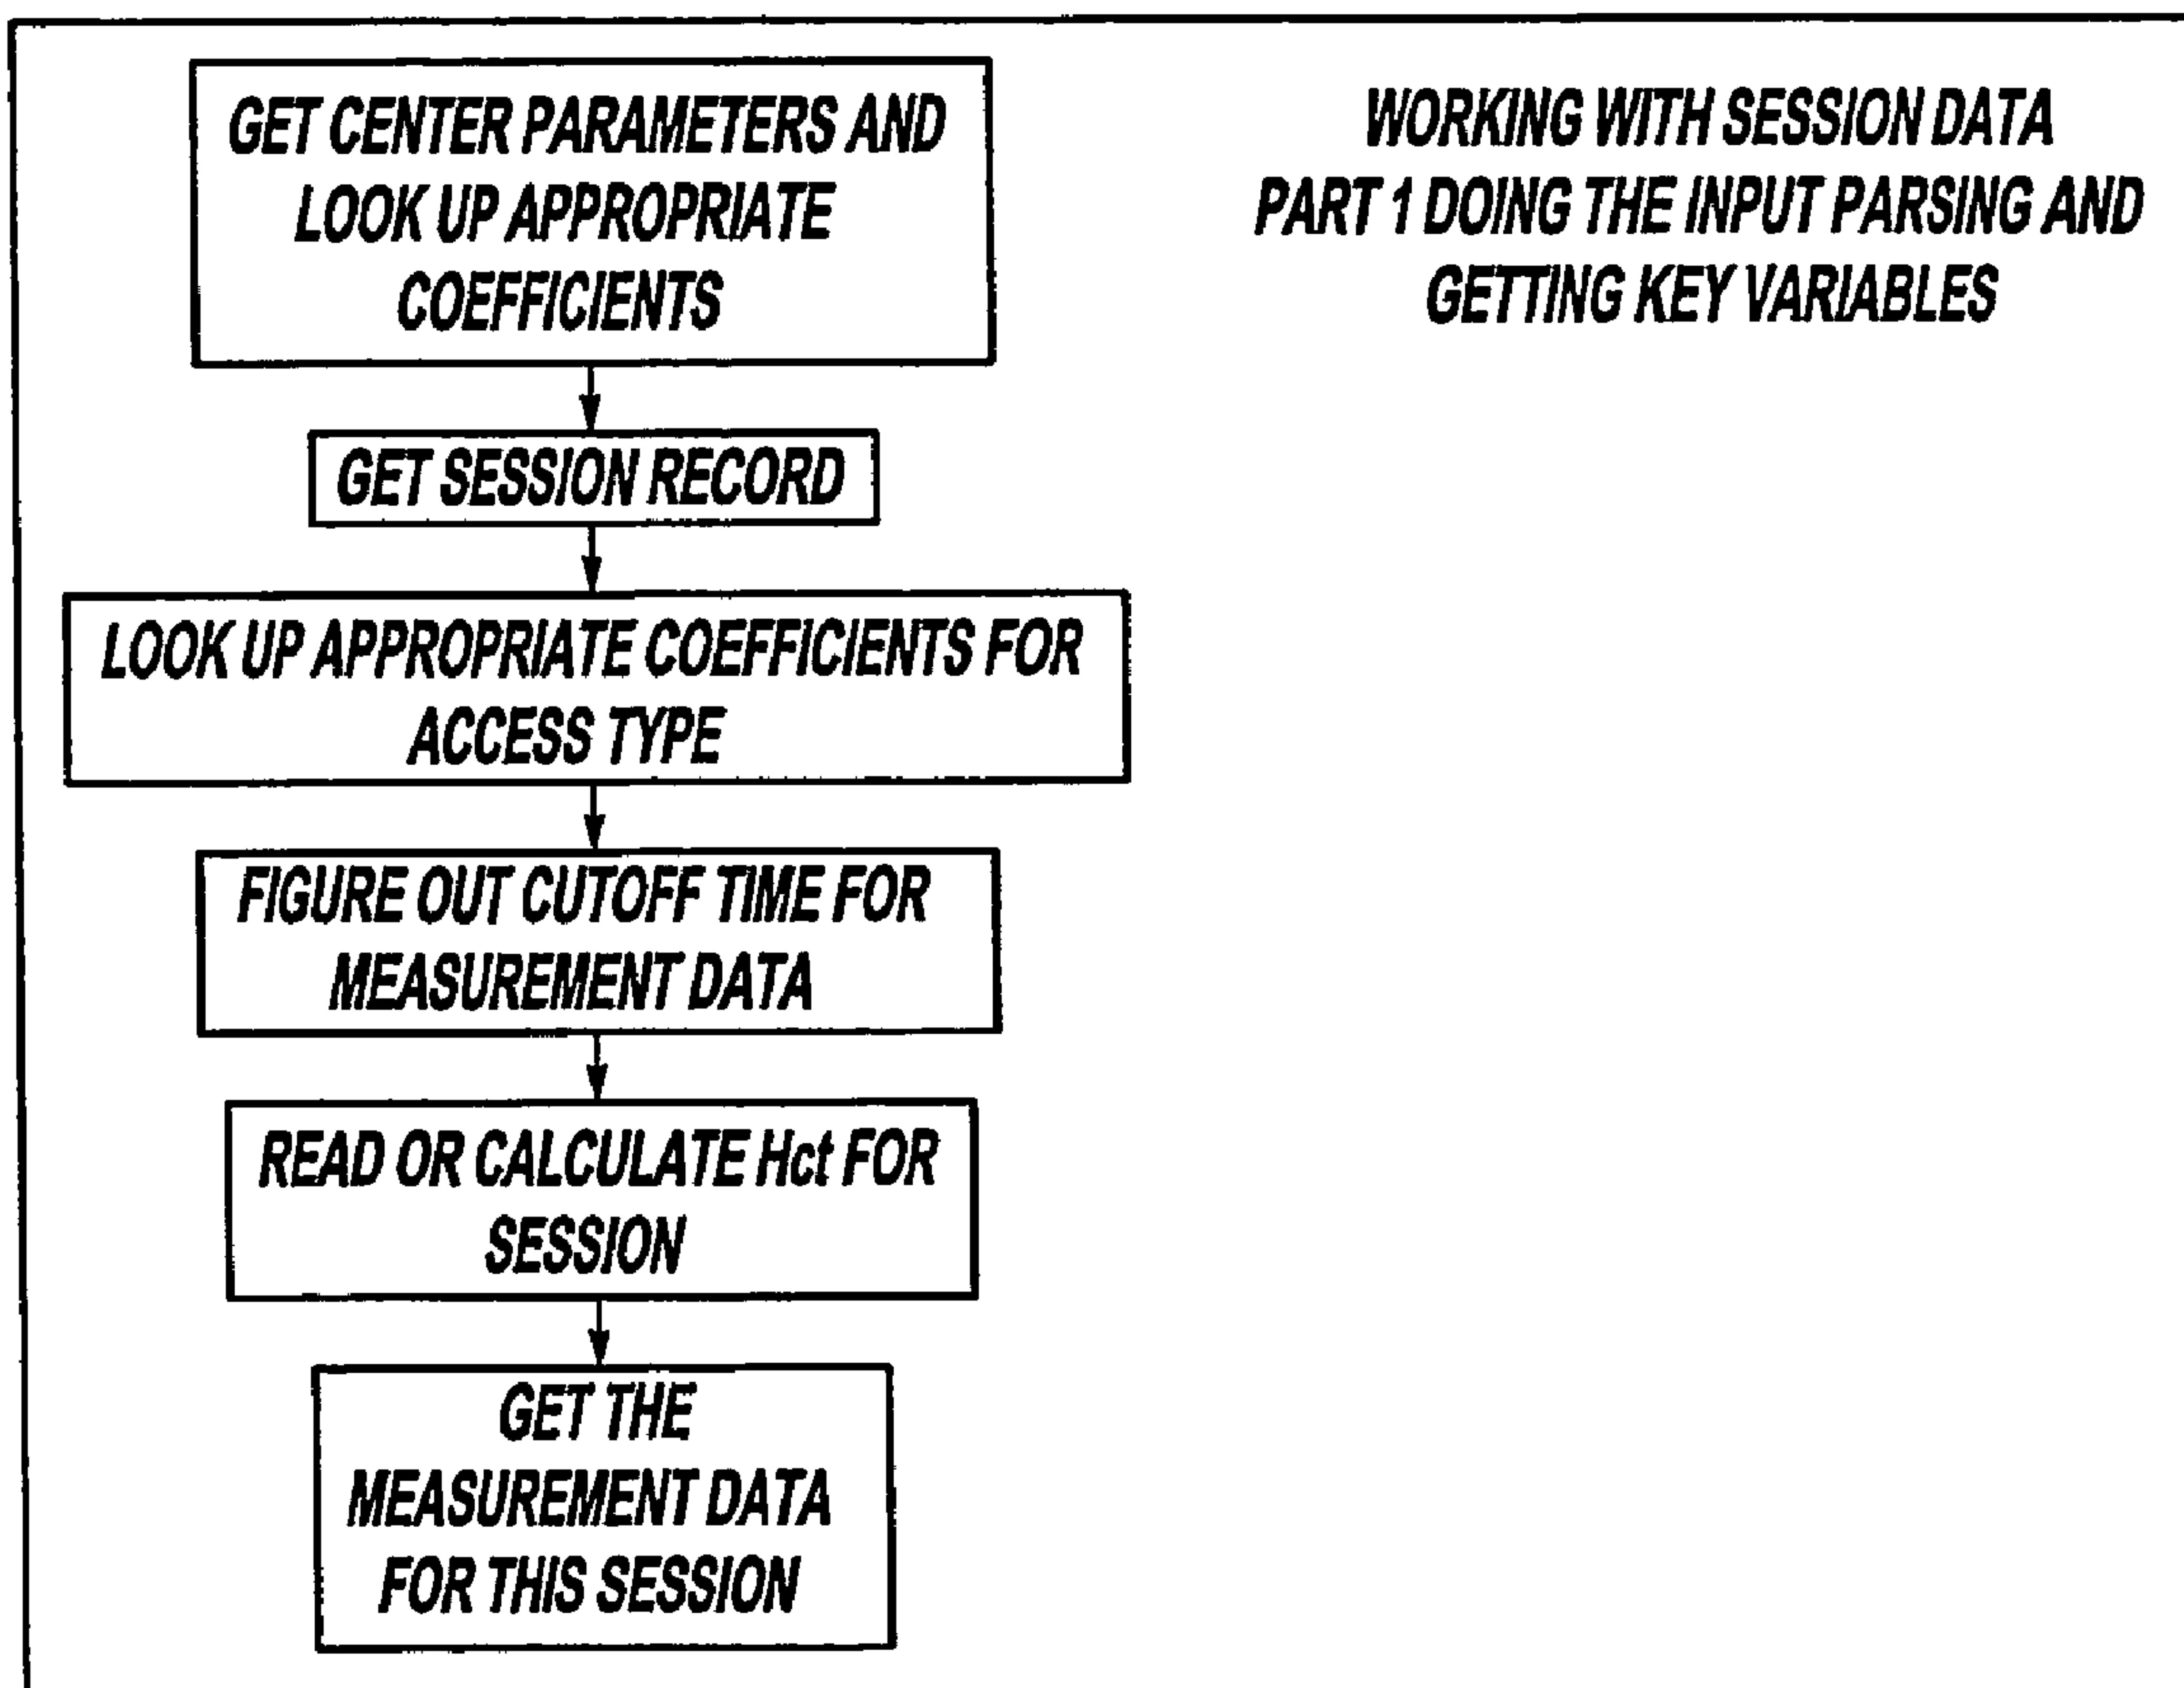 GET CENTER PARAMETERS AND
LOOK UP APPROPRIATE
COEFFICIENTS
WORKING WITH SESSION DATA
PART 1 DOING THE INPUT PARSING AND
GETTING KEY VARIABLES
GET SESSION RECORD
LOOK UP APPROPRIATE COEFFICIENTS FOR
ACCESS TYPE
FIGURE OUT CUTOFF TIME FOR
MEASUREMENT DATA
READ OR CALCULATE Hct FOR
SESSION
GET THE
MEASUREMENT DATA
FOR THIS SESSION